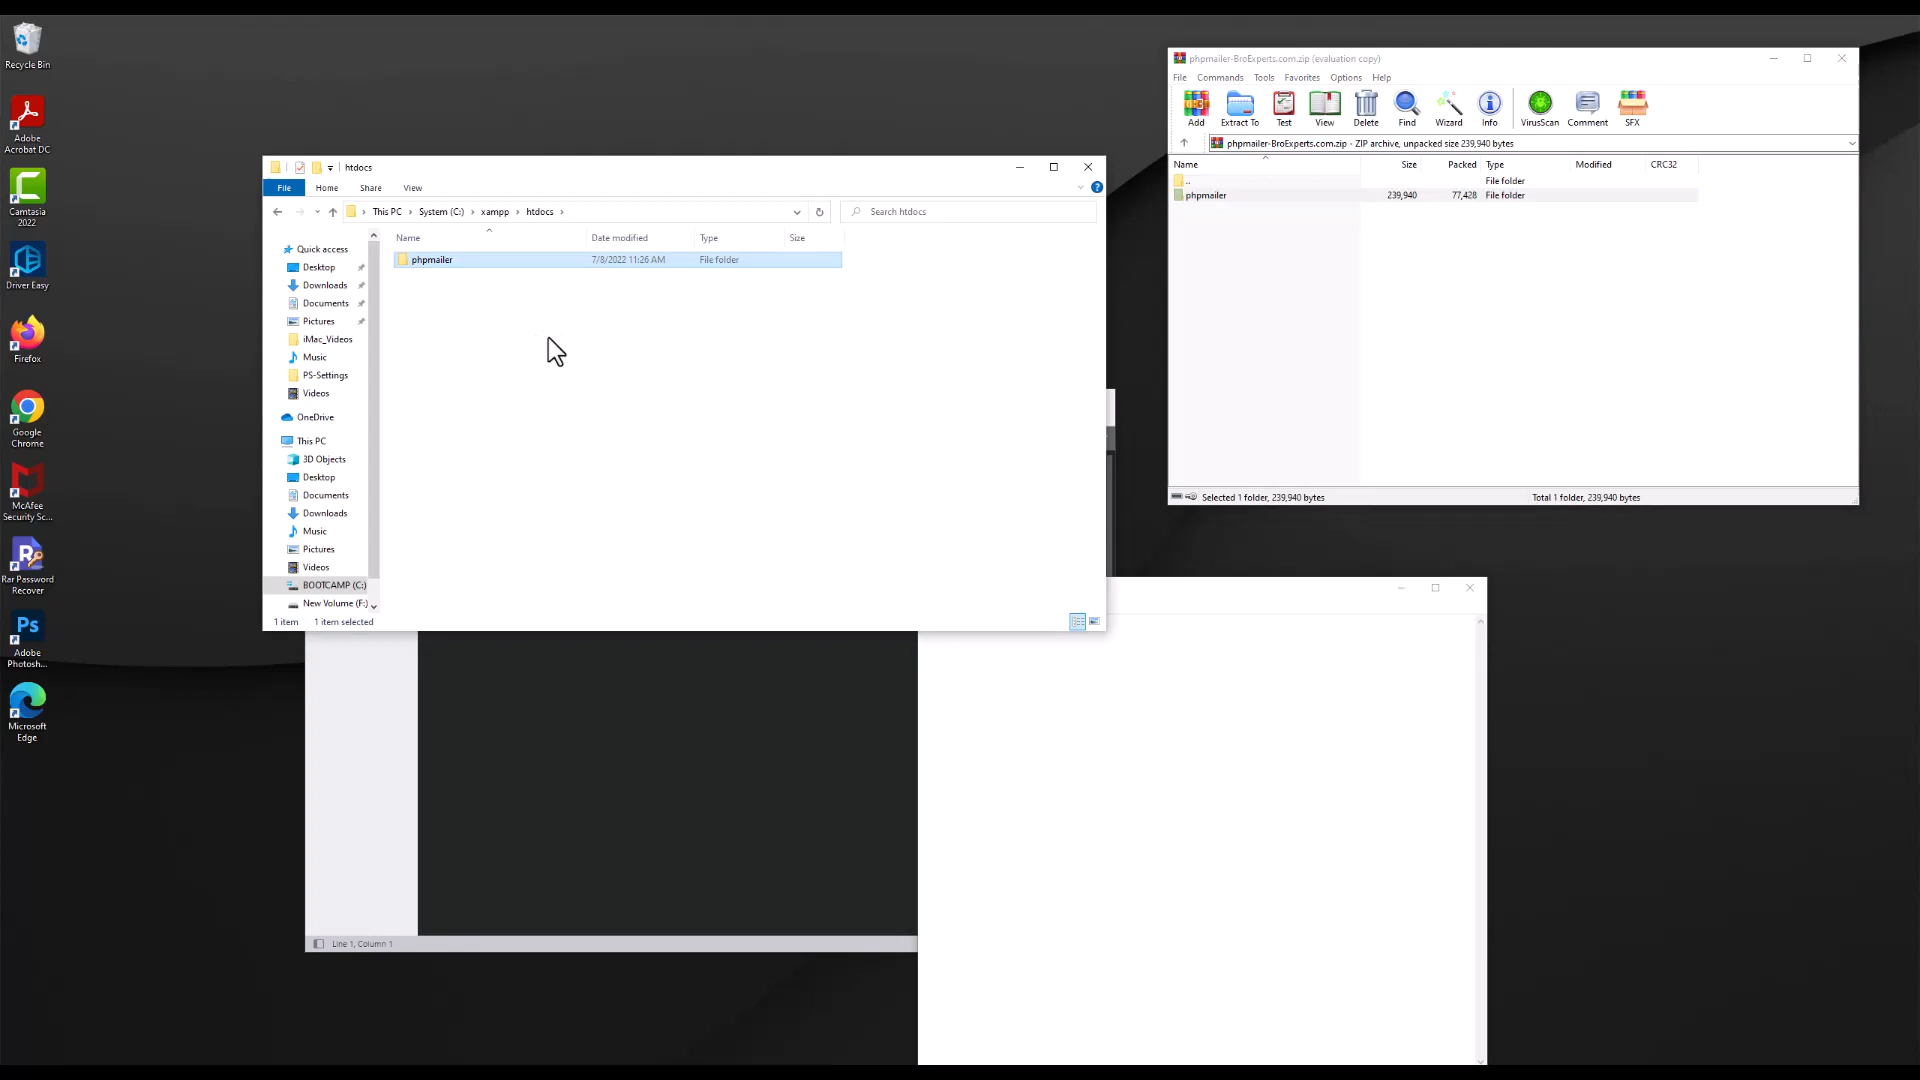 Recycle Bin
Adobe
Acrobat DC
Camtasia
2022
Driver Easy
Firefox
Google
Chrome
McAfee
Security Sc...
Rar Password
Recover
Adobe
Photosh...
Microsoft
Edge
htdocs
File Home Share View
This PC › System (C:) › xampp › htdocs ›
Search htdocs
Name Date modified Type Size
phpmailer 7/8/2022 11:26 AM File folder
Quick access
Desktop
Downloads
Documents
Pictures
iMac_Videos
Music
PS-Settings
Videos
OneDrive
This PC
3D Objects
Desktop
Documents
Downloads
Music
Pictures
Videos
BOOTCAMP (C:)
New Volume (F:)
1 item 1 item selected
Line 1, Column 1
phpmailer-BroExperts.com.zip (evaluation copy)
File Commands Tools Favorites Options Help
Add Extract To Test View Delete Find Wizard Info VirusScan Comment SFX
phpmailer-BroExperts.com.zip - ZIP archive, unpacked size 239,940 bytes
Name Size Packed Type Modified CRC32
.. File folder
phpmailer 239,940 77,428 File folder
Selected 1 folder, 239,940 bytes
Total 1 folder, 239,940 bytes